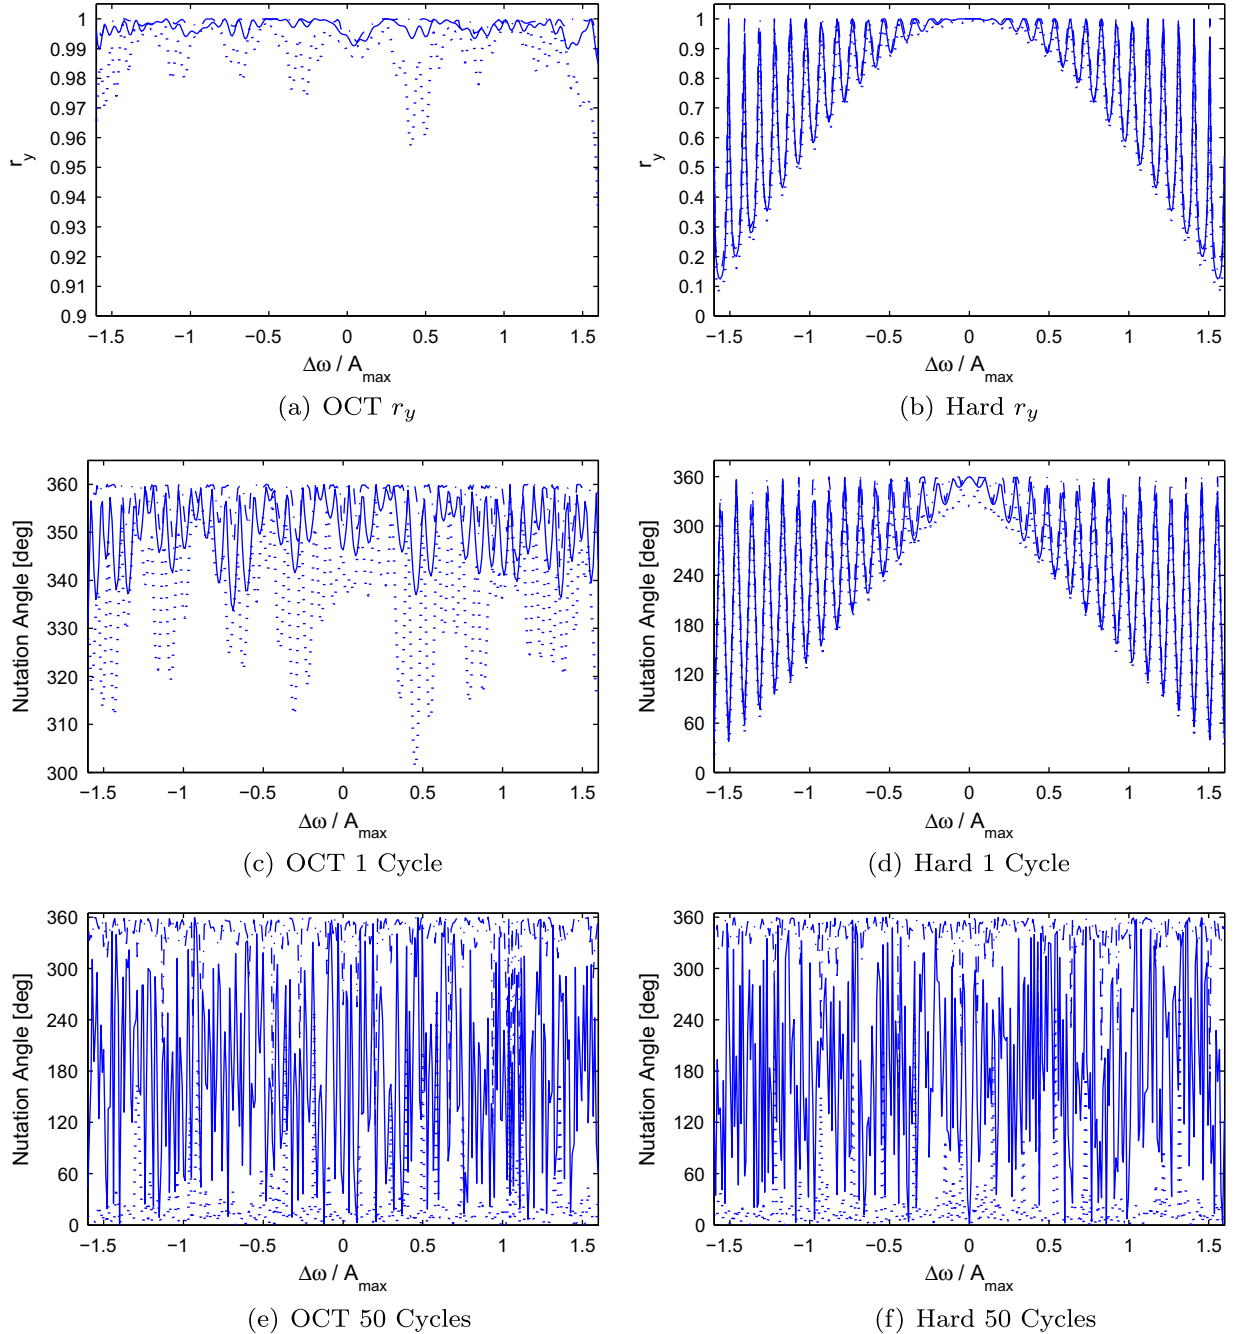 1
0.99
0.98
0.97
0.96
0.95
0.94
0.93
0.92
0.91
0.9
r_y
−1.5 −1 −0.5 0 0.5 1 1.5
Δω / A_max
(a) OCT r_y
1
0.9
0.8
0.7
0.6
0.5
0.4
0.3
0.2
0.1
0
r_y
−1.5 −1 −0.5 0 0.5 1 1.5
Δω / A_max
(b) Hard r_y
360
350
340
330
320
310
300
Nutation Angle [deg]
−1.5 −1 −0.5 0 0.5 1 1.5
Δω / A_max
(c) OCT 1 Cycle
360
300
240
180
120
60
0
Nutation Angle [deg]
−1.5 −1 −0.5 0 0.5 1 1.5
Δω / A_max
(d) Hard 1 Cycle
360
300
240
180
120
60
0
Nutation Angle [deg]
−1.5 −1 −0.5 0 0.5 1 1.5
Δω / A_max
(e) OCT 50 Cycles
360
300
240
180
120
60
0
Nutation Angle [deg]
−1.5 −1 −0.5 0 0.5 1 1.5
Δω / A_max
(f) Hard 50 Cycles